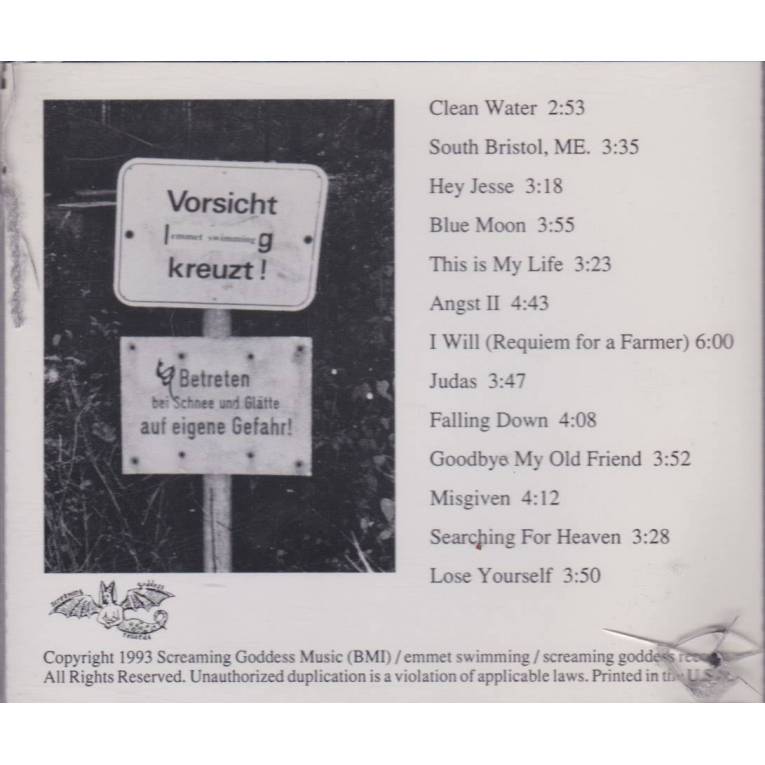 Vorsicht
l emmet swimming g
kreuzt!
Betreten
bei Schnee und Glätte
auf eigene Gefahr!
Clean Water 2:53
South Bristol, ME. 3:35
Hey Jesse 3:18
Blue Moon 3:55
This is My Life 3:23
Angst II 4:43
I Will (Requiem for a Farmer) 6:00
Judas 3:47
Falling Down 4:08
Goodbye My Old Friend 3:52
Misgiven 4:12
Searching For Heaven 3:28
Lose Yourself 3:50
screaming goddess
records
Copyright 1993 Screaming Goddess Music (BMI) / emmet swimming / screaming goddess
All Rights Reserved. Unauthorized duplication is a violation of applicable laws. Printed in the U.S.